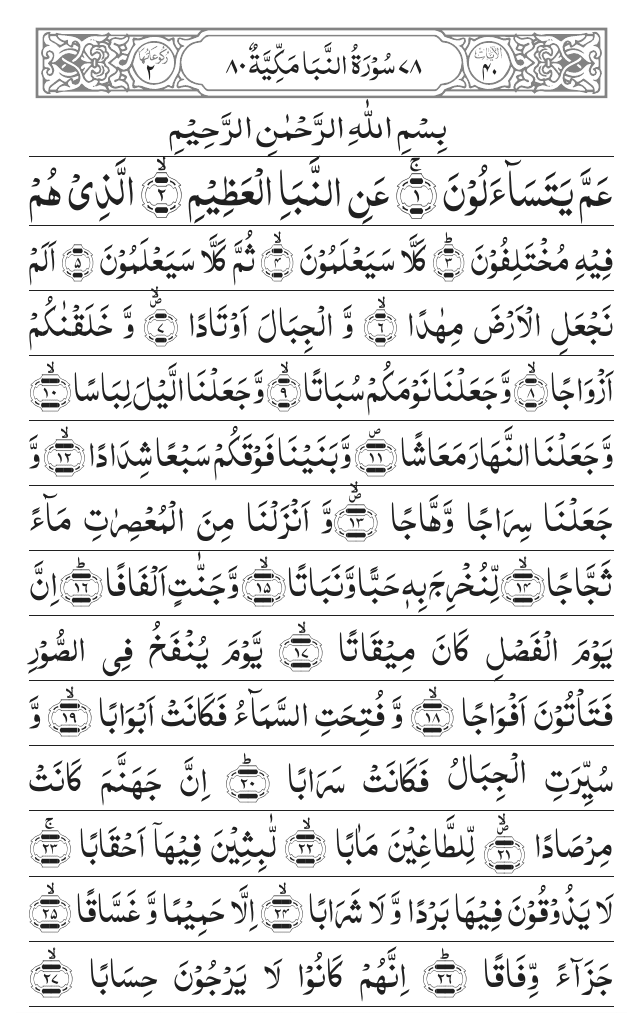 اٰیَاتُهَا ٤٠ ٧٨ سُوْرَةُ النَّبَاِ مَكِّيَّةٌ ٨٠ رُكُوْعَاتُهَا ٢
بِسْمِ اللّٰهِ الرَّحْمٰنِ الرَّحِيْمِ
عَمَّ يَتَسَآءَلُوْنَ ۚ‏﴿۱﴾ عَنِ النَّبَاِ الْعَظِيْمِ ۙ‏﴿۲﴾ الَّذِىْ هُمْ
فِيْهِ مُخْتَلِفُوْنَ ؕ‏﴿۳﴾ كَلَّا سَيَعْلَمُوْنَ ۙ‏﴿۴﴾ ثُمَّ كَلَّا سَيَعْلَمُوْنَ ‏﴿۵﴾ اَلَمْ
نَجْعَلِ الْاَرْضَ مِهٰدًا ۙ‏﴿۶﴾ وَّ الْجِبَالَ اَوْتَادًا ۪ۙ‏﴿۷﴾ وَّ خَلَقْنٰكُمْ
اَزْوَاجًا ۙ‏﴿۸﴾ وَّجَعَلْنَا نَوْمَكُمْ سُبَاتًا ۙ‏﴿۹﴾ وَّجَعَلْنَا الَّيْلَ لِبَاسًا ۙ‏﴿۱۰﴾
وَّجَعَلْنَا النَّهَارَ مَعَاشًا ۪‏﴿۱۱﴾ وَّبَنَيْنَا فَوْقَكُمْ سَبْعًا شِدَادًا ۙ‏﴿۱۲﴾ وَّ
جَعَلْنَا سِرَاجًا وَّهَّاجًا ۪ۙ‏﴿۱۳﴾ وَّ اَنْزَلْنَا مِنَ الْمُعْصِرٰتِ مَآءً
ثَجَّاجًا ۙ‏﴿۱۴﴾ لِّنُخْرِجَ بِهٖ حَبًّا وَّنَبَاتًا ۙ‏﴿۱۵﴾ وَّجَنّٰتٍ اَلْفَافًا ؕ‏﴿۱۶﴾ اِنَّ
يَوْمَ الْفَصْلِ كَانَ مِيْقَاتًا ۙ‏﴿۱۷﴾ يَّوْمَ يُنْفَخُ فِى الصُّوْرِ
فَتَاْتُوْنَ اَفْوَاجًا ۙ‏﴿۱۸﴾ وَّ فُتِحَتِ السَّمَآءُ فَكَانَتْ اَبْوَابًا ۙ‏﴿۱۹﴾ وَّ
سُيِّرَتِ الْجِبَالُ فَكَانَتْ سَرَابًا ؕ‏﴿۲۰﴾ اِنَّ جَهَنَّمَ كَانَتْ
مِرْصَادًا ۪ۙ‏﴿۲۱﴾ لِّلطَّاغِيْنَ مَاٰبًا ۙ‏﴿۲۲﴾ لّٰبِثِيْنَ فِيْهَاۤ اَحْقَابًا ۚ‏﴿۲۳﴾
لَا يَذُوْقُوْنَ فِيْهَا بَرْدًا وَّ لَا شَرَابًا ۙ‏﴿۲۴﴾ اِلَّا حَمِيْمًا وَّ غَسَّاقًا ۙ‏﴿۲۵﴾
جَزَآءً وِّفَاقًا ؕ‏﴿۲۶﴾ اِنَّهُمْ كَانُوْا لَا يَرْجُوْنَ حِسَابًا ۙ‏﴿۲۷﴾